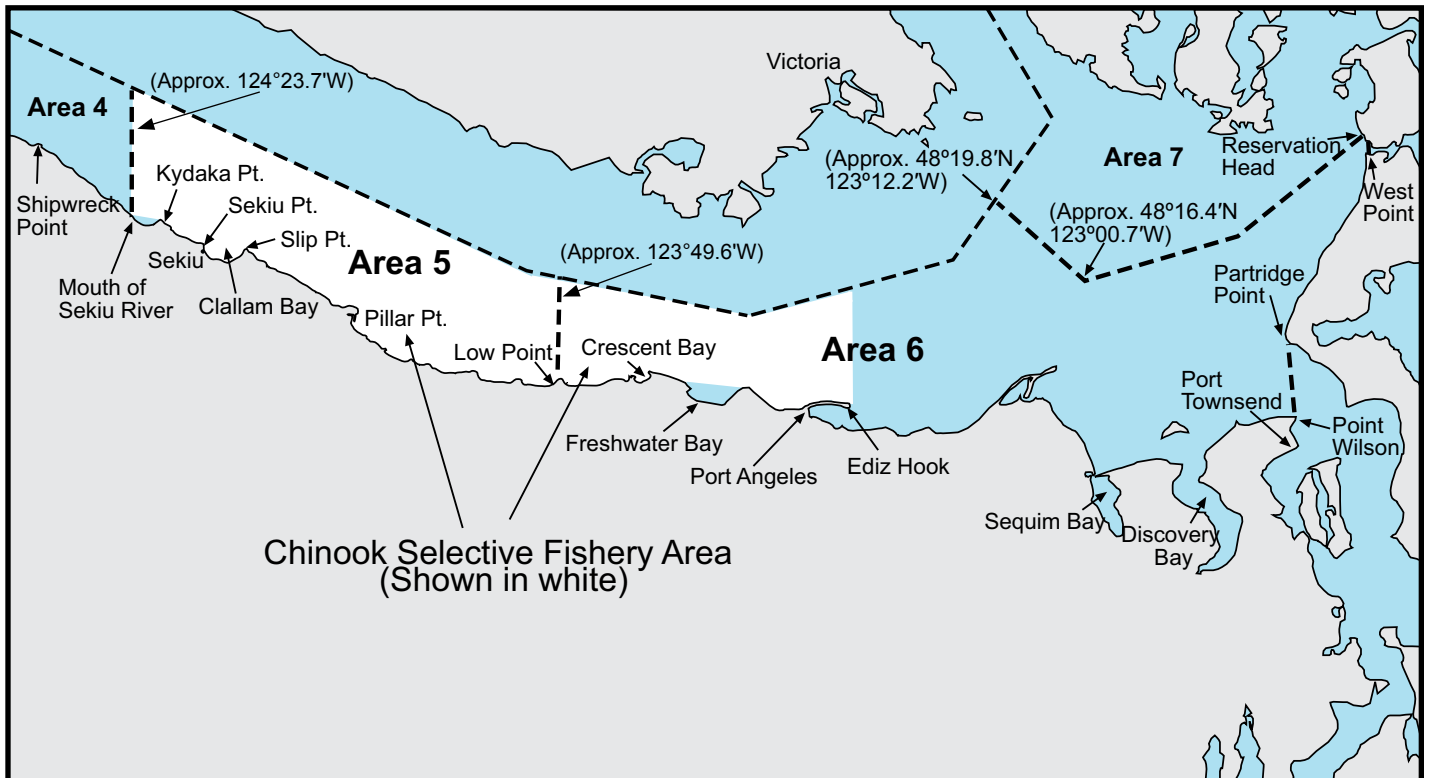 Victoria
(Approx. 124°23.7'W)
Area 4
Reservation
Head
(Approx. 48º19.8'N
123º12.2'W)
Area 7
Kydaka Pt.
West
Point
Shipwreck
Point
Sekiu Pt.
(Approx. 48º16.4'N
123º00.7'W)
Slip Pt.
Sekiu
Area 5
(Approx. 123°49.6'W)
Mouth of
Sekiu River
Clallam Bay
Partridge
Point
Pillar Pt.
Low Point
Crescent Bay
Area 6
Port
Townsend
Point
Wilson
Freshwater Bay
Port Angeles
Ediz Hook
Sequim Bay
Discovery
Bay
Chinook Selective Fishery Area
(Shown in white)